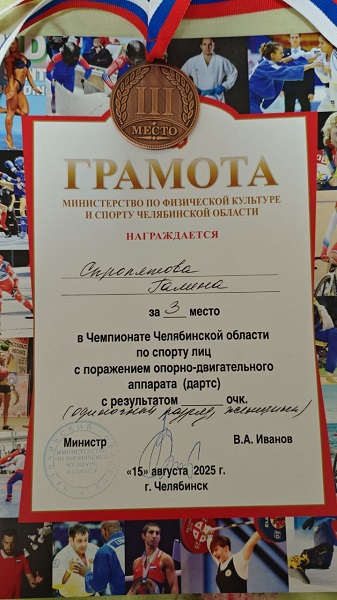 III
МЕСТО
ГРАМОТА
МИНИСТЕРСТВО ПО ФИЗИЧЕСКОЙ КУЛЬТУРЕ
И СПОРТУ ЧЕЛЯБИНСКОЙ ОБЛАСТИ
НАГРАЖДАЕТСЯ
Галина
за 3 место
в Чемпионате Челябинской области
по спорту лиц
с поражением опорно-двигательного
аппарата (дартс)
с результатом ______ очк.
(одиночный разряд, женщины)
Министр В.А. Иванов
«15» августа 2025 г.
г. Челябинск